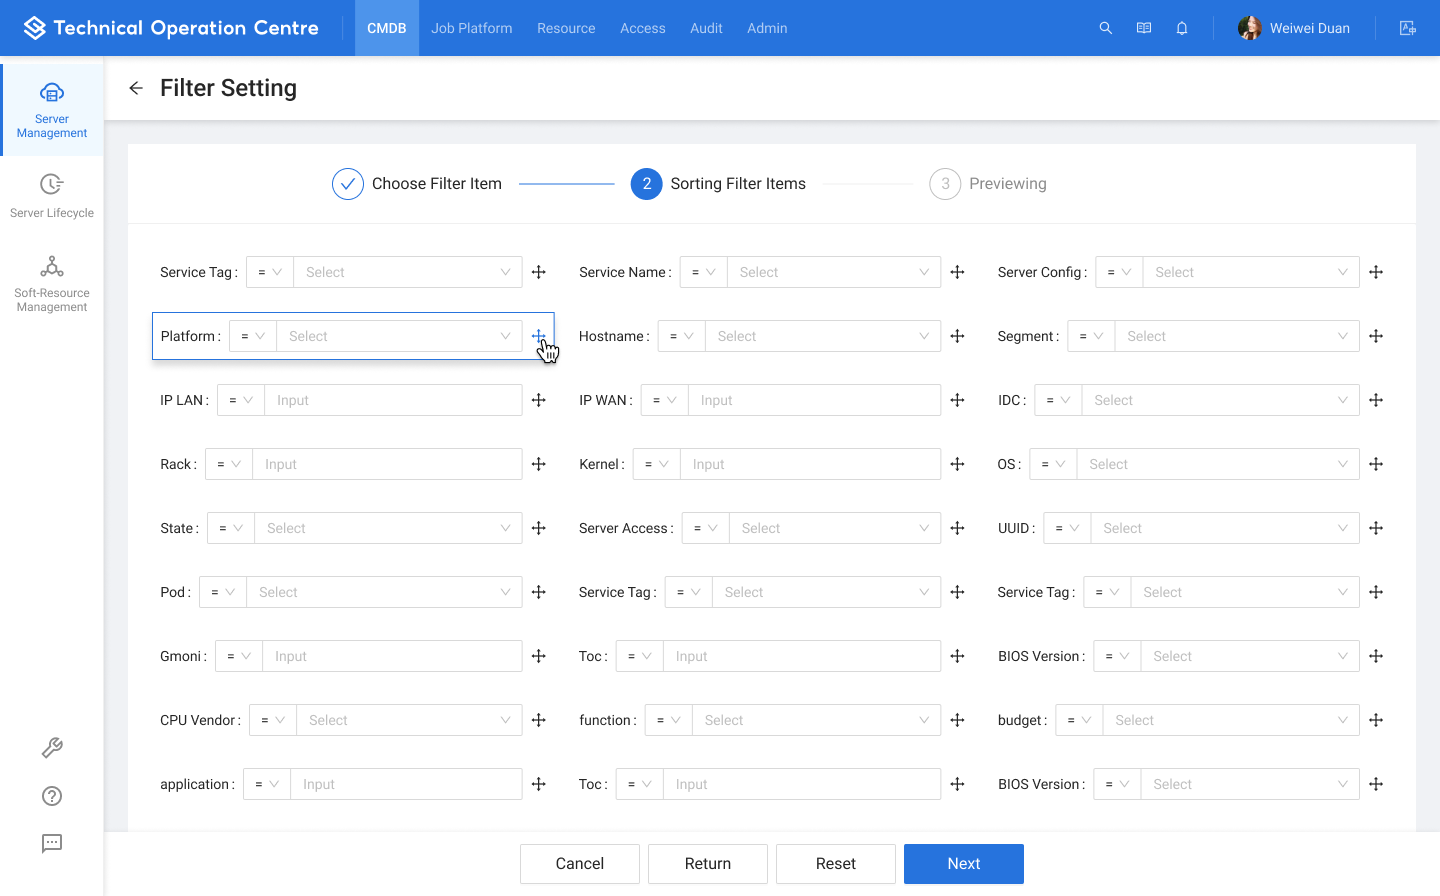 Technical Operation Centre CMDB Job Platform Resource Access Audit Admin Weiwei Duan
Filter Setting
Server Management
Server Lifecycle
Soft-Resource Management
Choose Filter Item 2 Sorting Filter Items 3 Previewing
Service Tag : = Select Service Name : = Select Server Config : = Select
Platform : = Select Hostname : = Select Segment : = Select
IP LAN : = Input IP WAN : = Input IDC : = Select
Rack : = Input Kernel : = Input OS : = Select
State : = Select Server Access : = Select UUID : = Select
Pod : = Select Service Tag : = Select Service Tag : = Select
Gmoni : = Input Toc : = Input BIOS Version : = Select
CPU Vendor : = Select function : = Select budget : = Select
application : = Input Toc : = Input BIOS Version : = Select
Cancel Return Reset Next